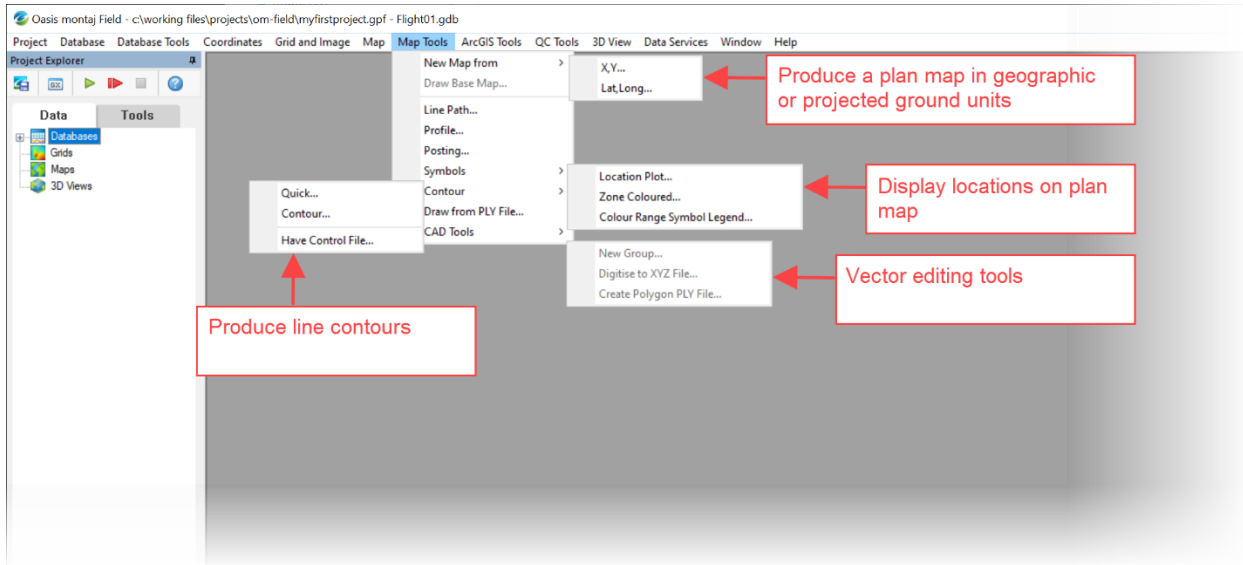 Oasis montaj Field - c:\working files\projects\om-field\myfirstproject.gpf - Flight01.gdb
Project Database Database Tools Coordinates Grid and Image Map Map Tools ArcGIS Tools QC Tools 3D View Data Services Window Help
Project Explorer
Data Tools
Databases
Grids
Maps
3D Views
New Map from
Draw Base Map...
Line Path...
Profile...
Posting...
Symbols
Contour
Draw from PLY File...
CAD Tools
X,Y...
Lat,Long...
Produce a plan map in geographic
or projected ground units
Location Plot...
Zone Coloured...
Colour Range Symbol Legend...
Display locations on plan
map
Quick...
Contour...
Have Control File...
New Group...
Digitise to XYZ File...
Create Polygon PLY File...
Vector editing tools
Produce line contours